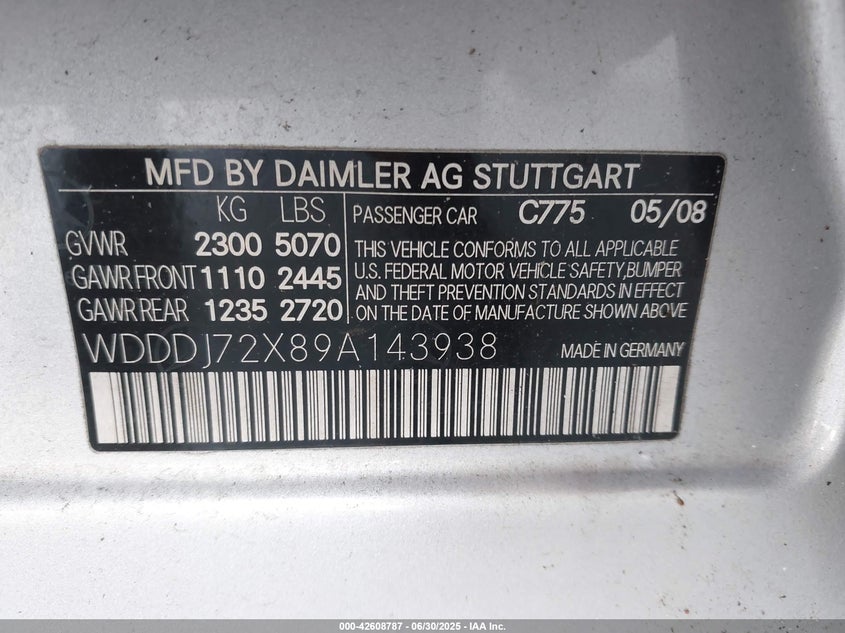 MFD BY DAIMLER AG STUTTGART
KG LBS
GVWR 2300 5070
GAWR FRONT 1110 2445
GAWR REAR 1235 2720
PASSENGER CAR C775 05/08
THIS VEHICLE CONFORMS TO ALL APPLICABLE
U.S. FEDERAL MOTOR VEHICLE SAFETY,BUMPER
AND THEFT PREVENTION STANDARDS IN EFFECT
ON THE DATE OF MANUFACTURE SHOWN ABOVE
WDDDJ72X89A143938 MADE IN GERMANY
000-42608787 - 06/30/2025 - IAA Inc.